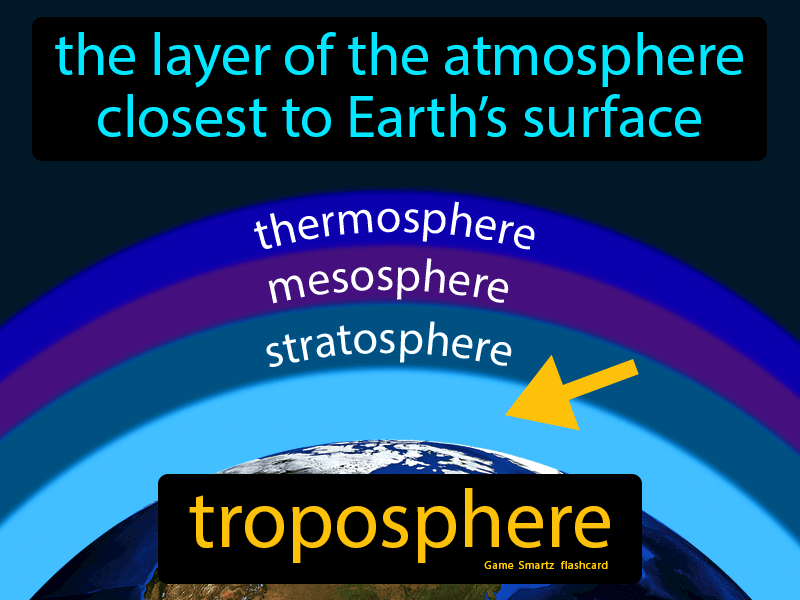 the layer of the atmosphere
closest to Earth's surface
thermosphere
mesosphere
stratosphere
troposphere
Game Smartz flashcard